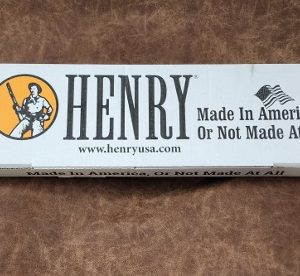 HENRY®
Made In Ameri
Or Not Made At
www.henryusa.com
Made In America, Or Not Made At All